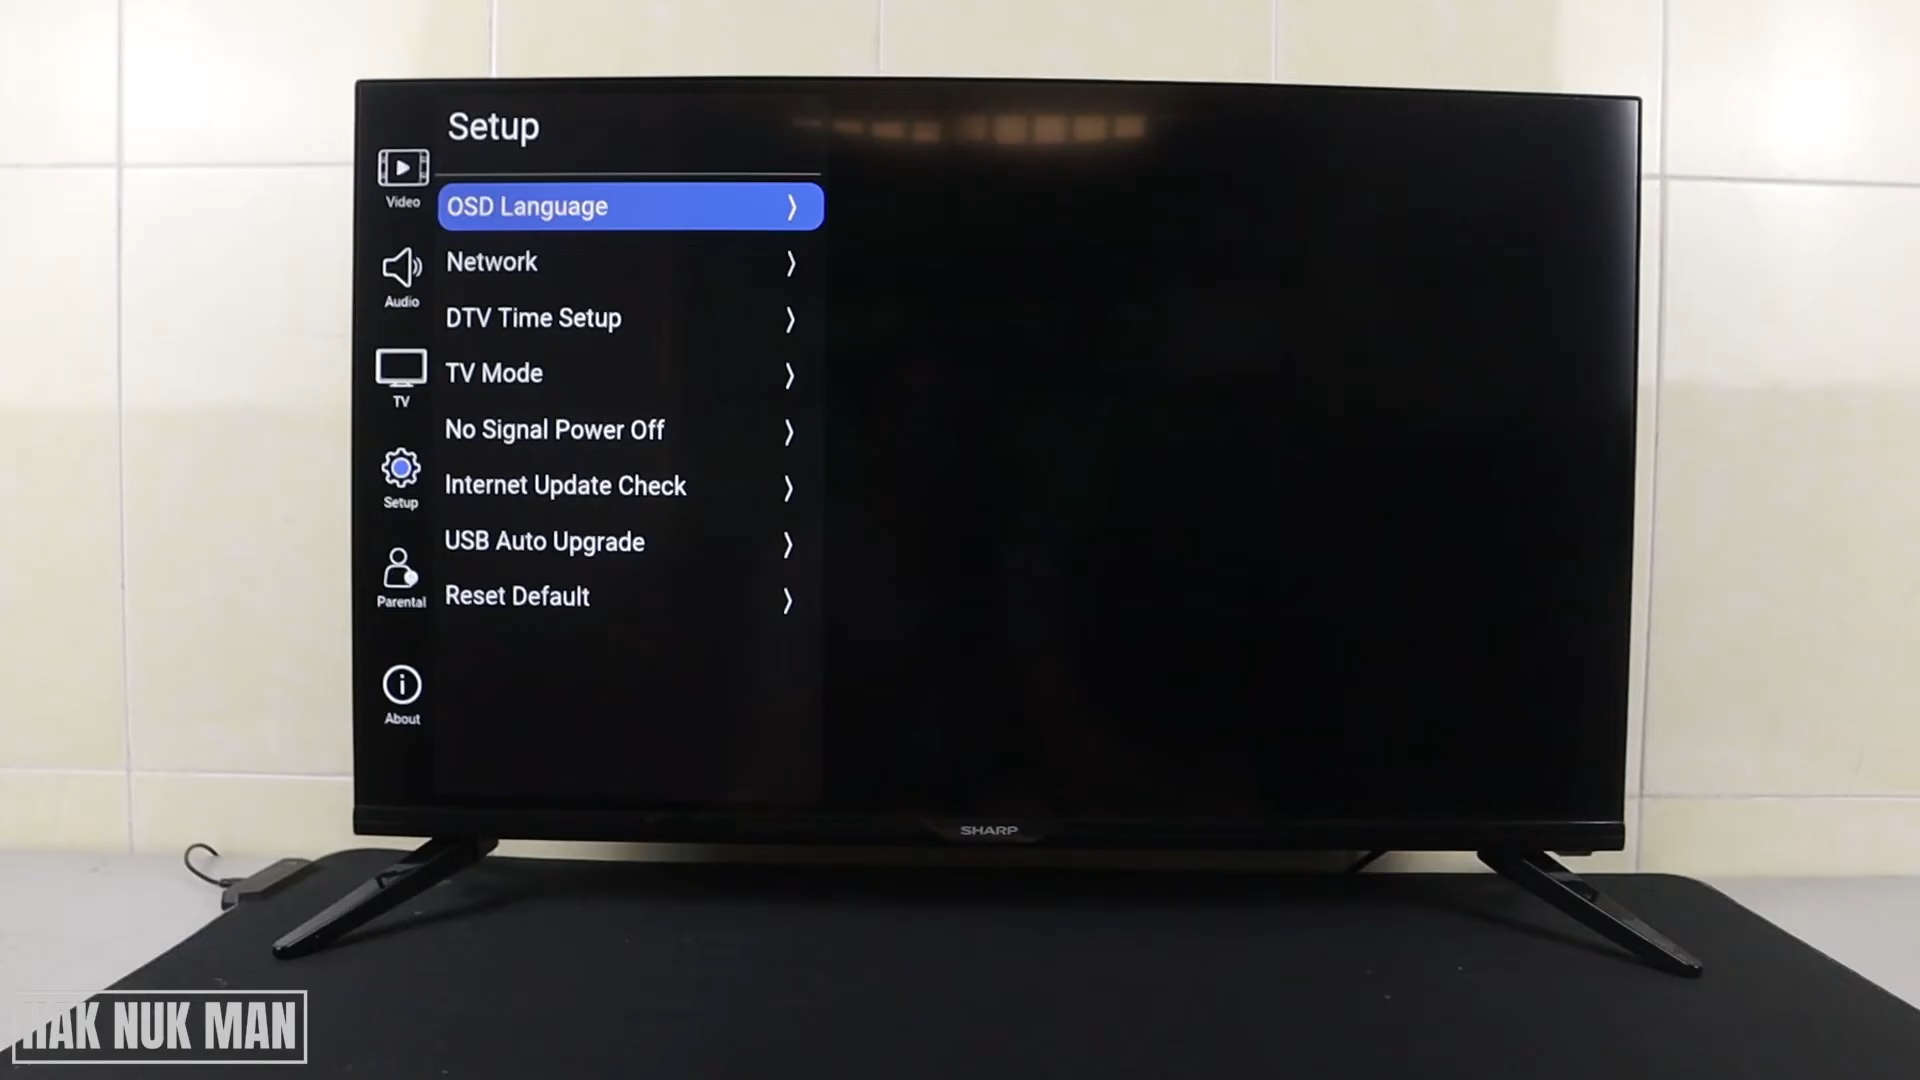 Setup
Video
Audio
TV
Setup
Parental
About
OSD Language
Network
DTV Time Setup
TV Mode
No Signal Power Off
Internet Update Check
USB Auto Upgrade
Reset Default
SHARP
HAK NUK MAN